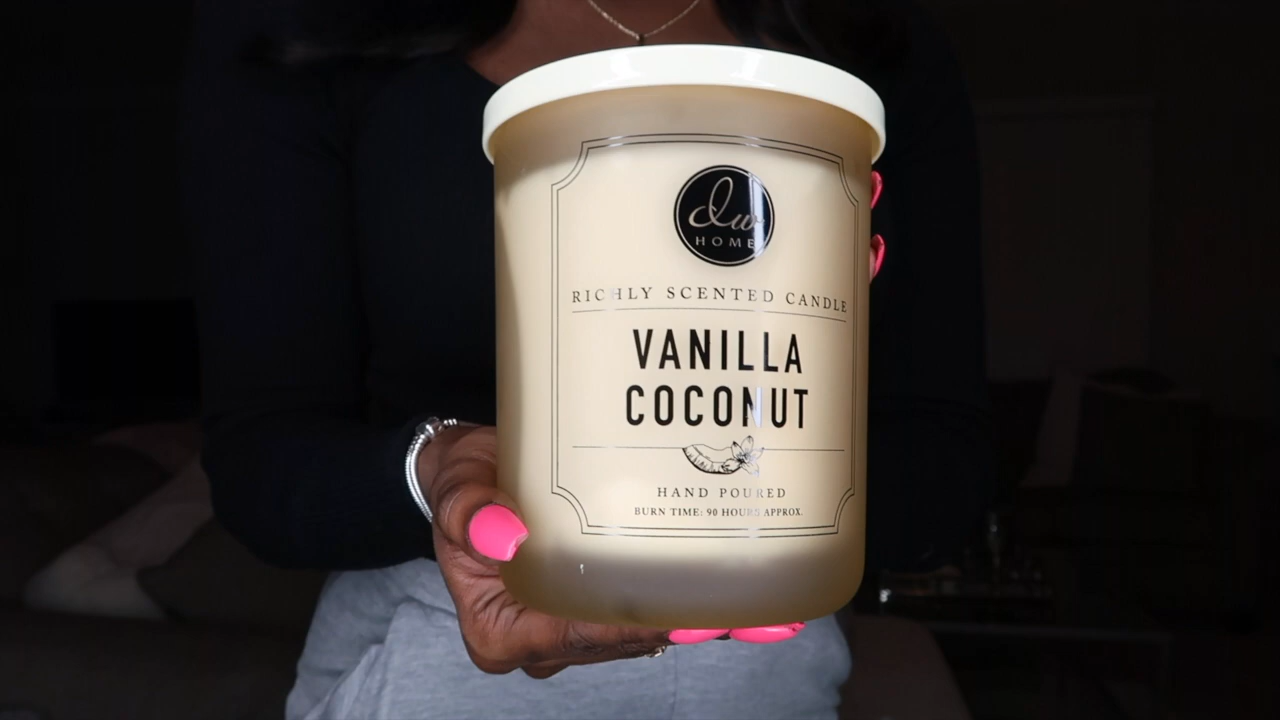 dw
HOME
RICHLY SCENTED CANDLE
VANILLA
COCONUT
HAND POURED
BURN TIME: 90 HOURS APPROX.